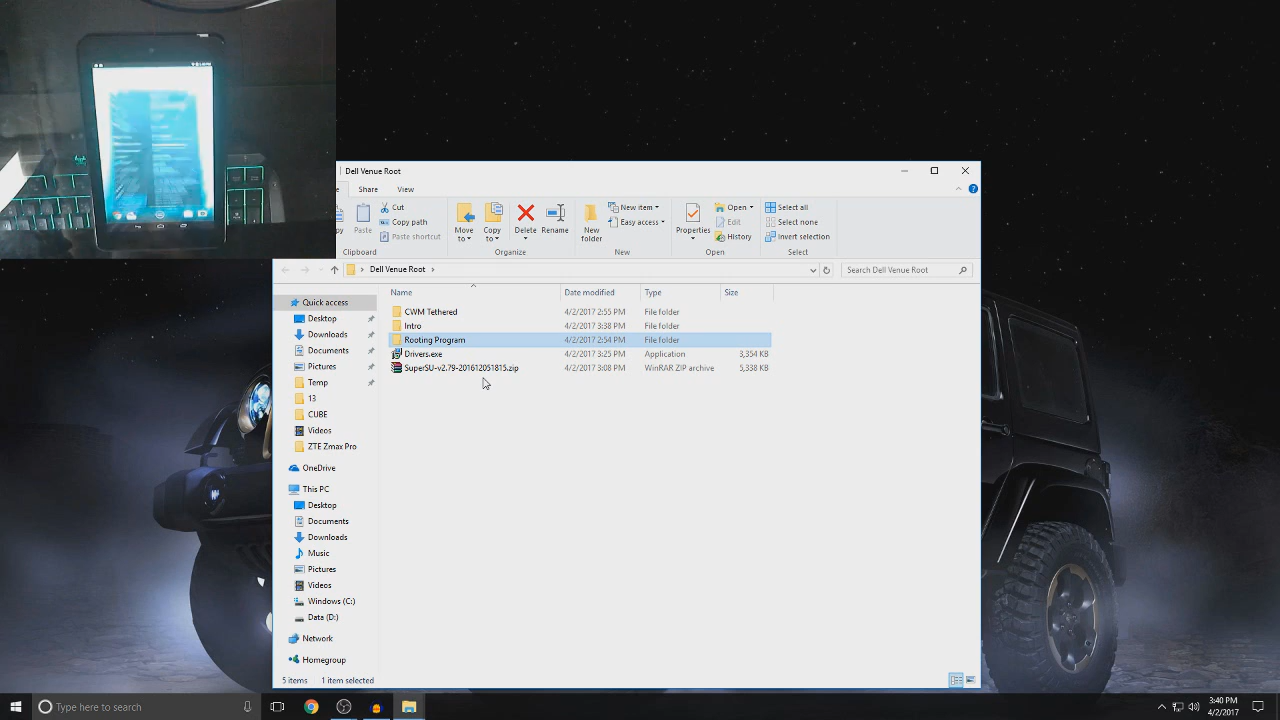 Dell Venue Root
Share View
Cut
Copy path
Paste shortcut
Paste
Move to
Copy to
Delete
Rename
New folder
New item
Easy access
Properties
Open
Edit
History
Select all
Select none
Invert selection
Clipboard Organize New Open Select
Dell Venue Root
Search Dell Venue Root
Name Date modified Type Size
CWM Tethered 4/2/2017 2:55 PM File folder
Intro 4/2/2017 3:38 PM File folder
Rooting Program 4/2/2017 2:54 PM File folder
Drivers.exe 4/2/2017 3:25 PM Application 3,354 KB
SuperSU-v2.79-201612051815.zip 4/2/2017 3:08 PM WinRAR ZIP archive 5,338 KB
Quick access
Desktop
Downloads
Documents
Pictures
Temp
13
CUBE
Videos
ZTE Zmax Pro
OneDrive
This PC
Desktop
Documents
Downloads
Music
Pictures
Videos
Windows (C:)
Data (D:)
Network
Homegroup
5 items 1 item selected
Type here to search
3:40 PM
4/2/2017